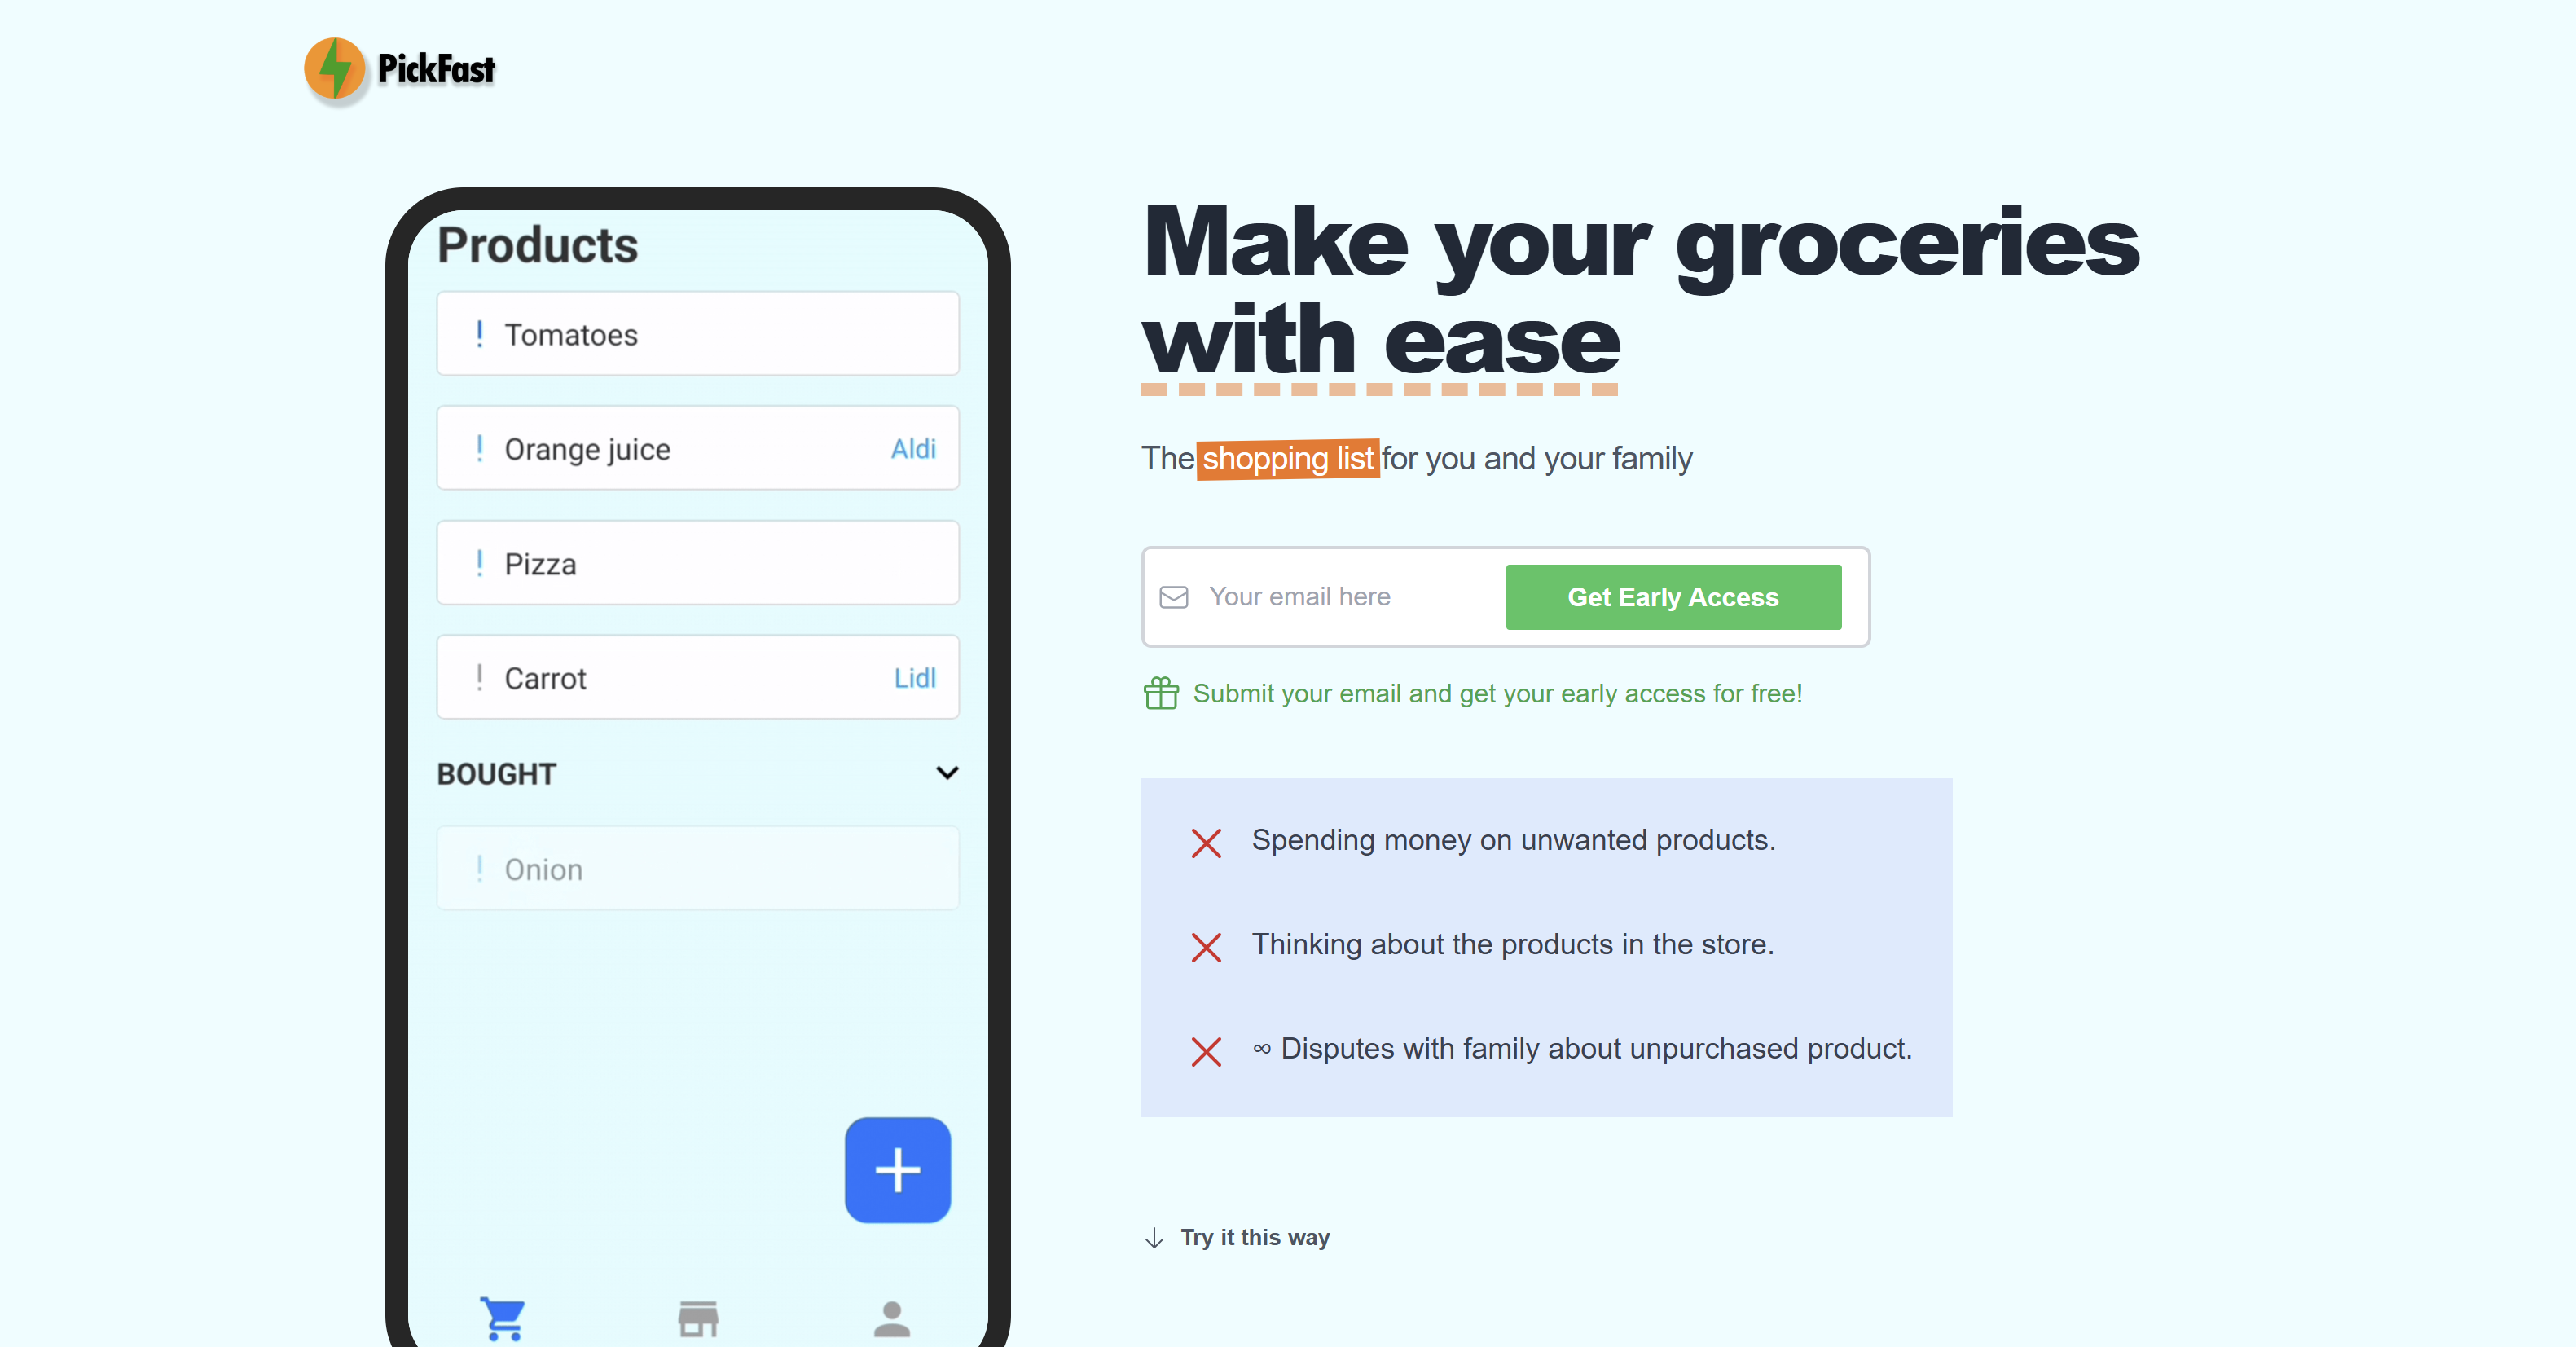 PickFast
Products
! Tomatoes
! Orange juice Aldi
! Pizza
! Carrot Lidl
BOUGHT
! Onion
Make your groceries
with ease
The shopping list for you and your family
Your email here
Get Early Access
Submit your email and get your early access for free!
Spending money on unwanted products.
Thinking about the products in the store.
∞ Disputes with family about unpurchased product.
Try it this way